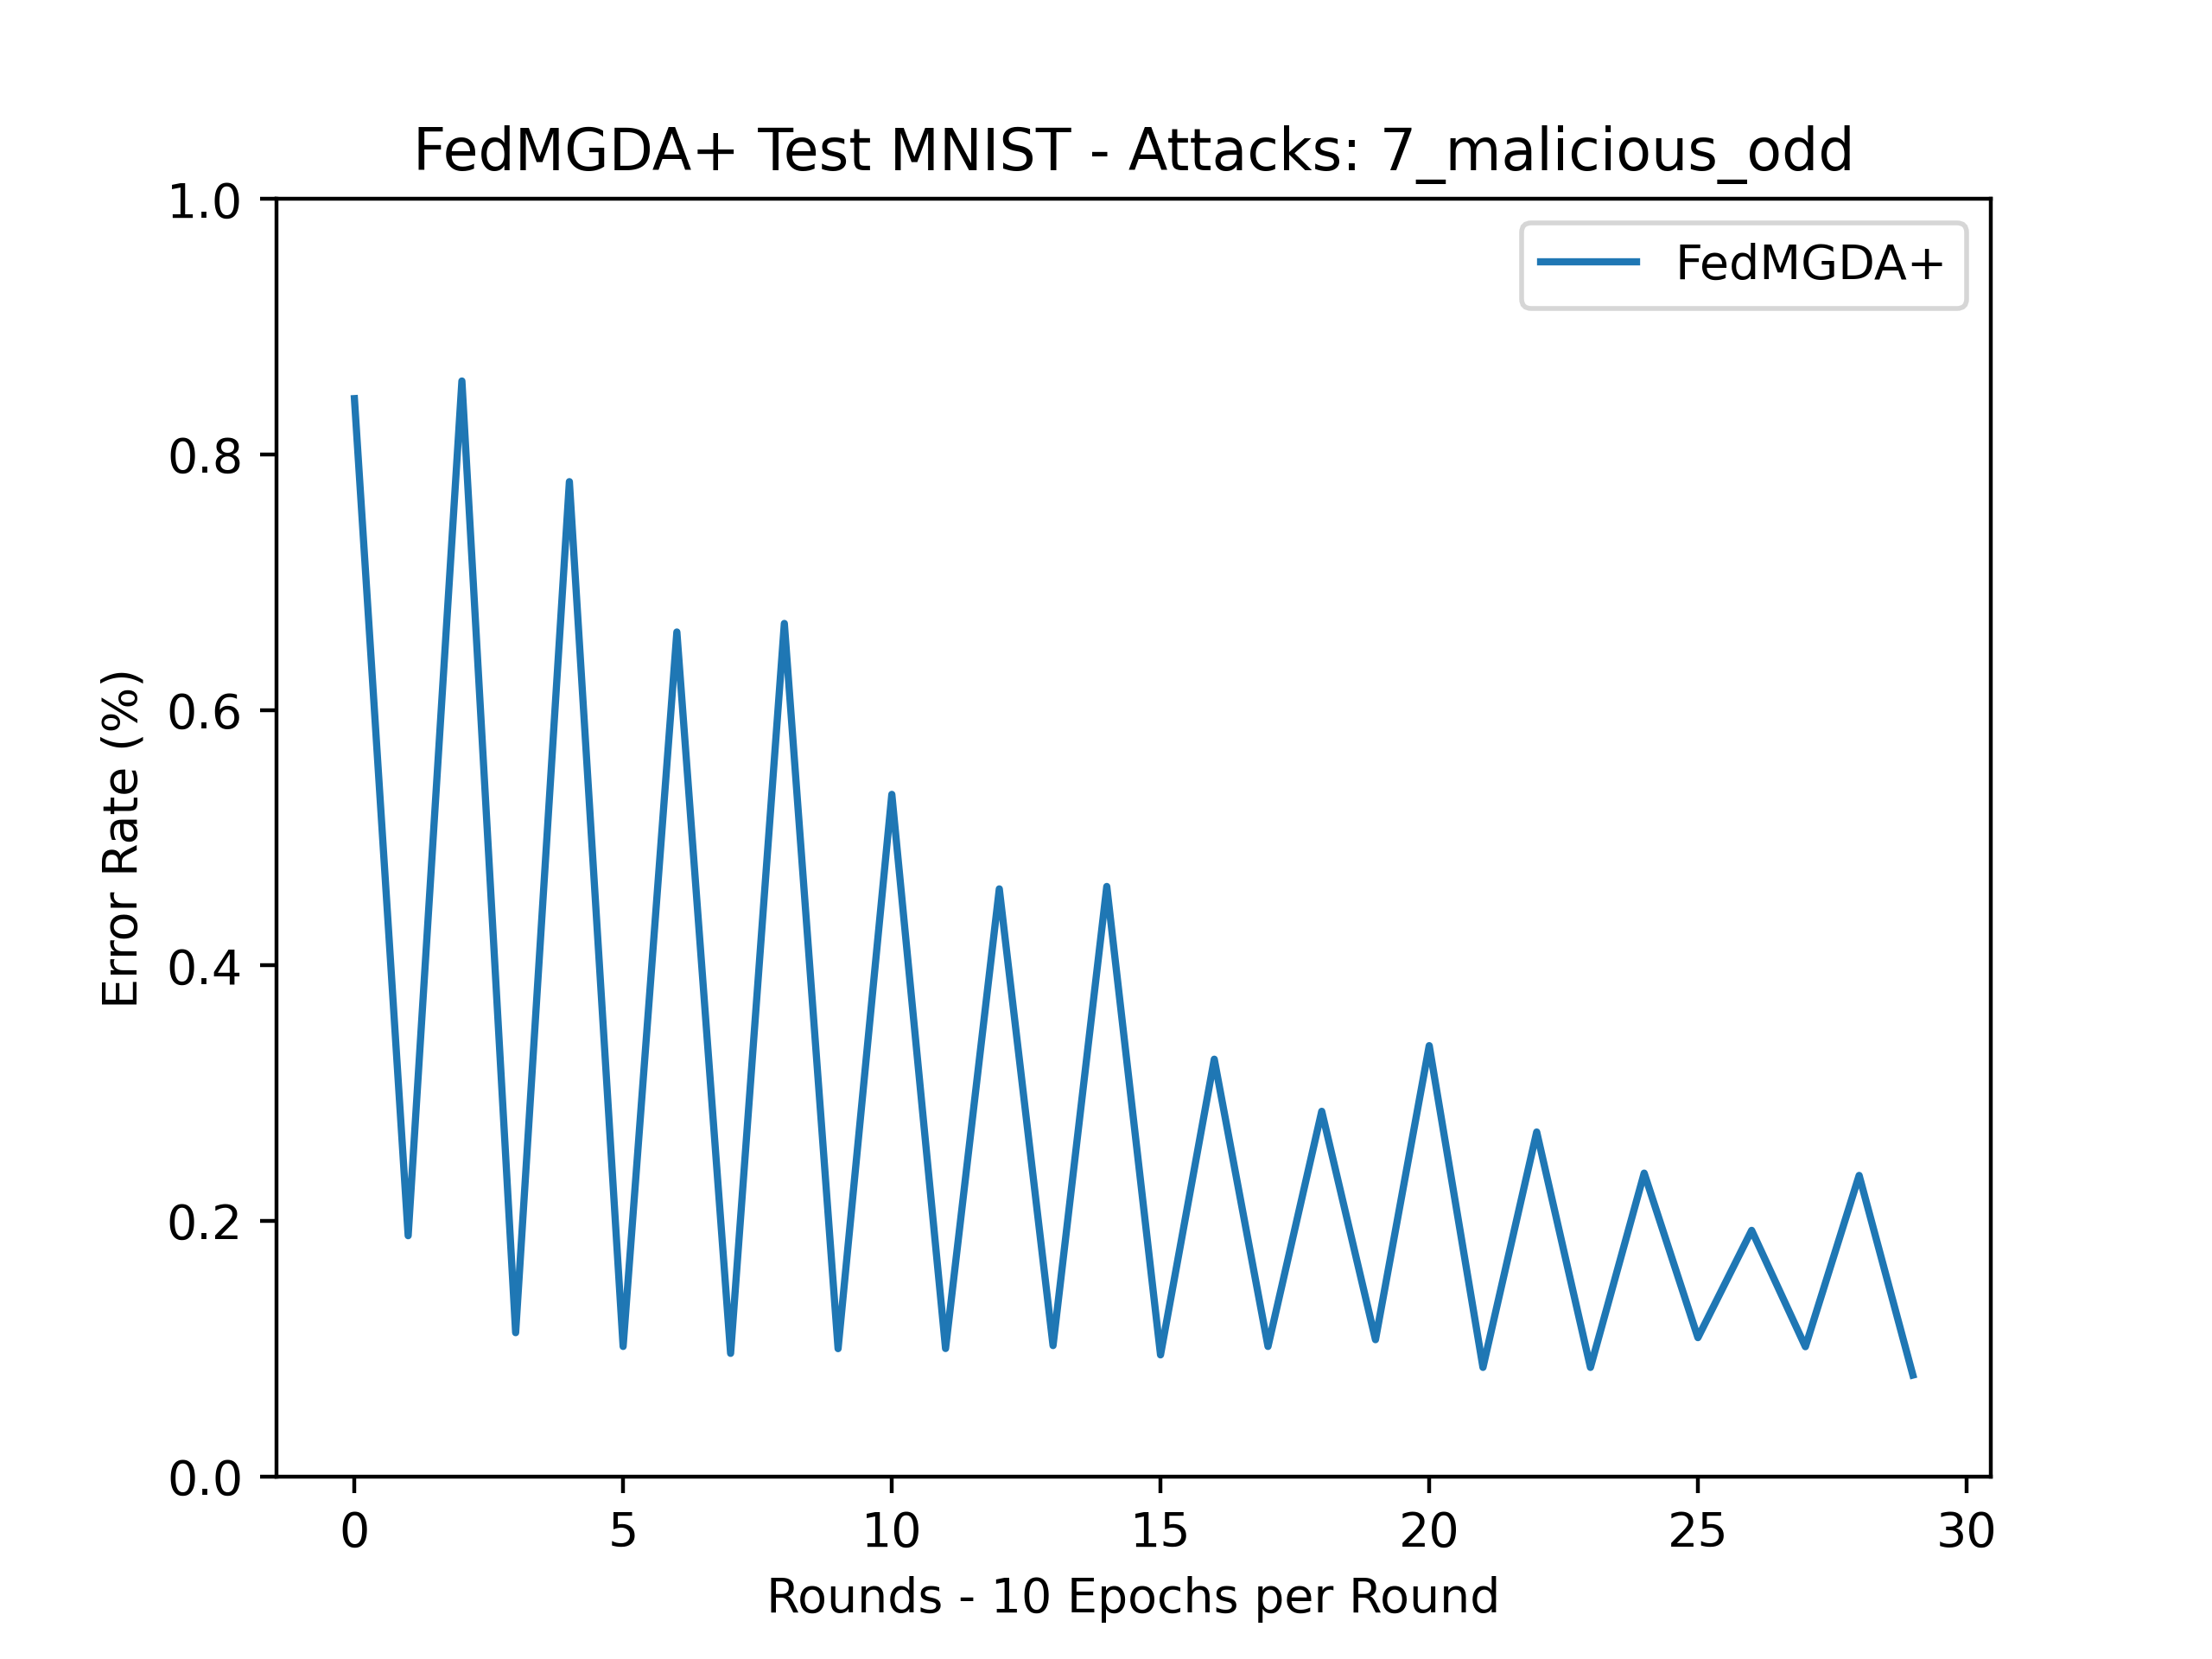 FedMGDA+ Test MNIST - Attacks: 7_malicious_odd
FedMGDA+
Error Rate (%)
1.0
0.8
0.6
0.4
0.2
0.0
0 5 10 15 20 25 30
Rounds - 10 Epochs per Round